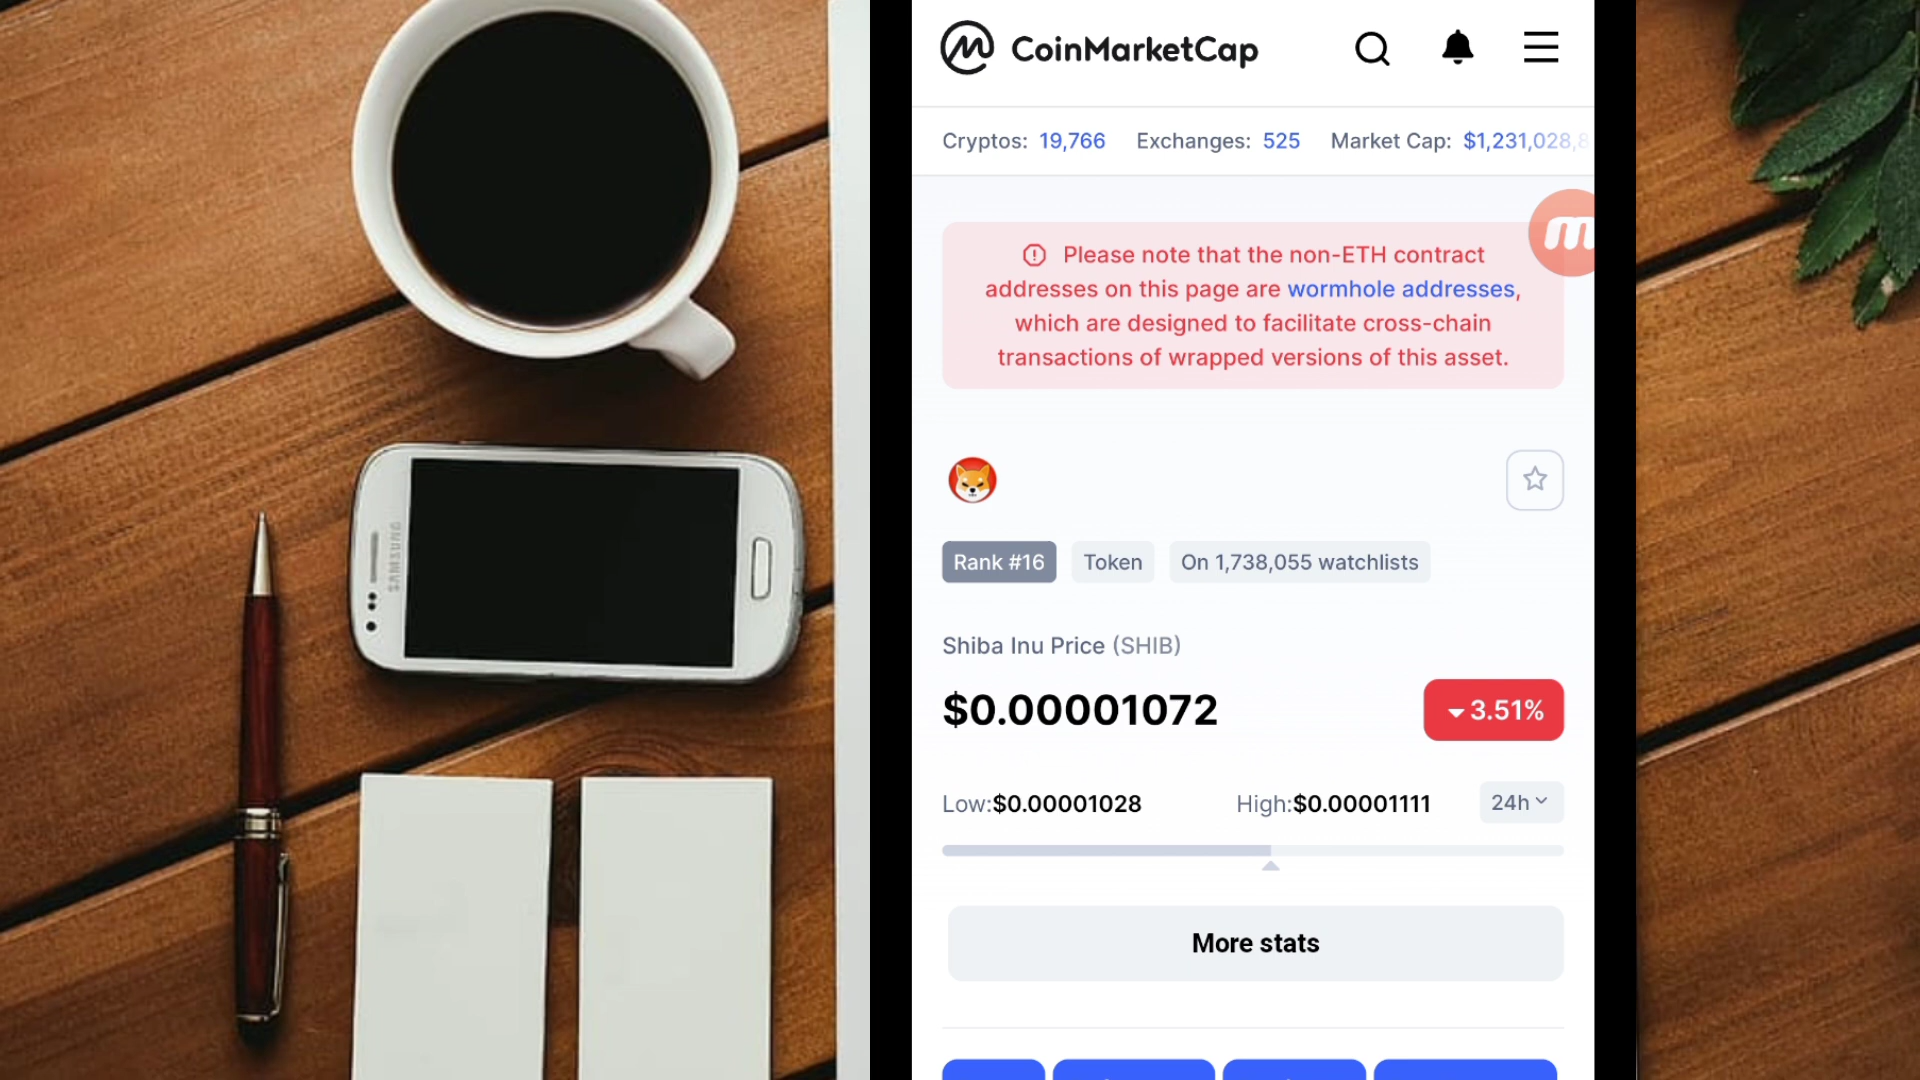 SAMSUNG
CoinMarketCap
Cryptos: 19,766 Exchanges: 525 Market Cap: $1,231,028,8
Please note that the non-ETH contract
addresses on this page are wormhole addresses,
which are designed to facilitate cross-chain
transactions of wrapped versions of this asset.
Rank #16 Token On 1,738,055 watchlists
Shiba Inu Price (SHIB)
$0.00001072 3.51%
Low:$0.00001028 High:$0.00001111 24h
More stats